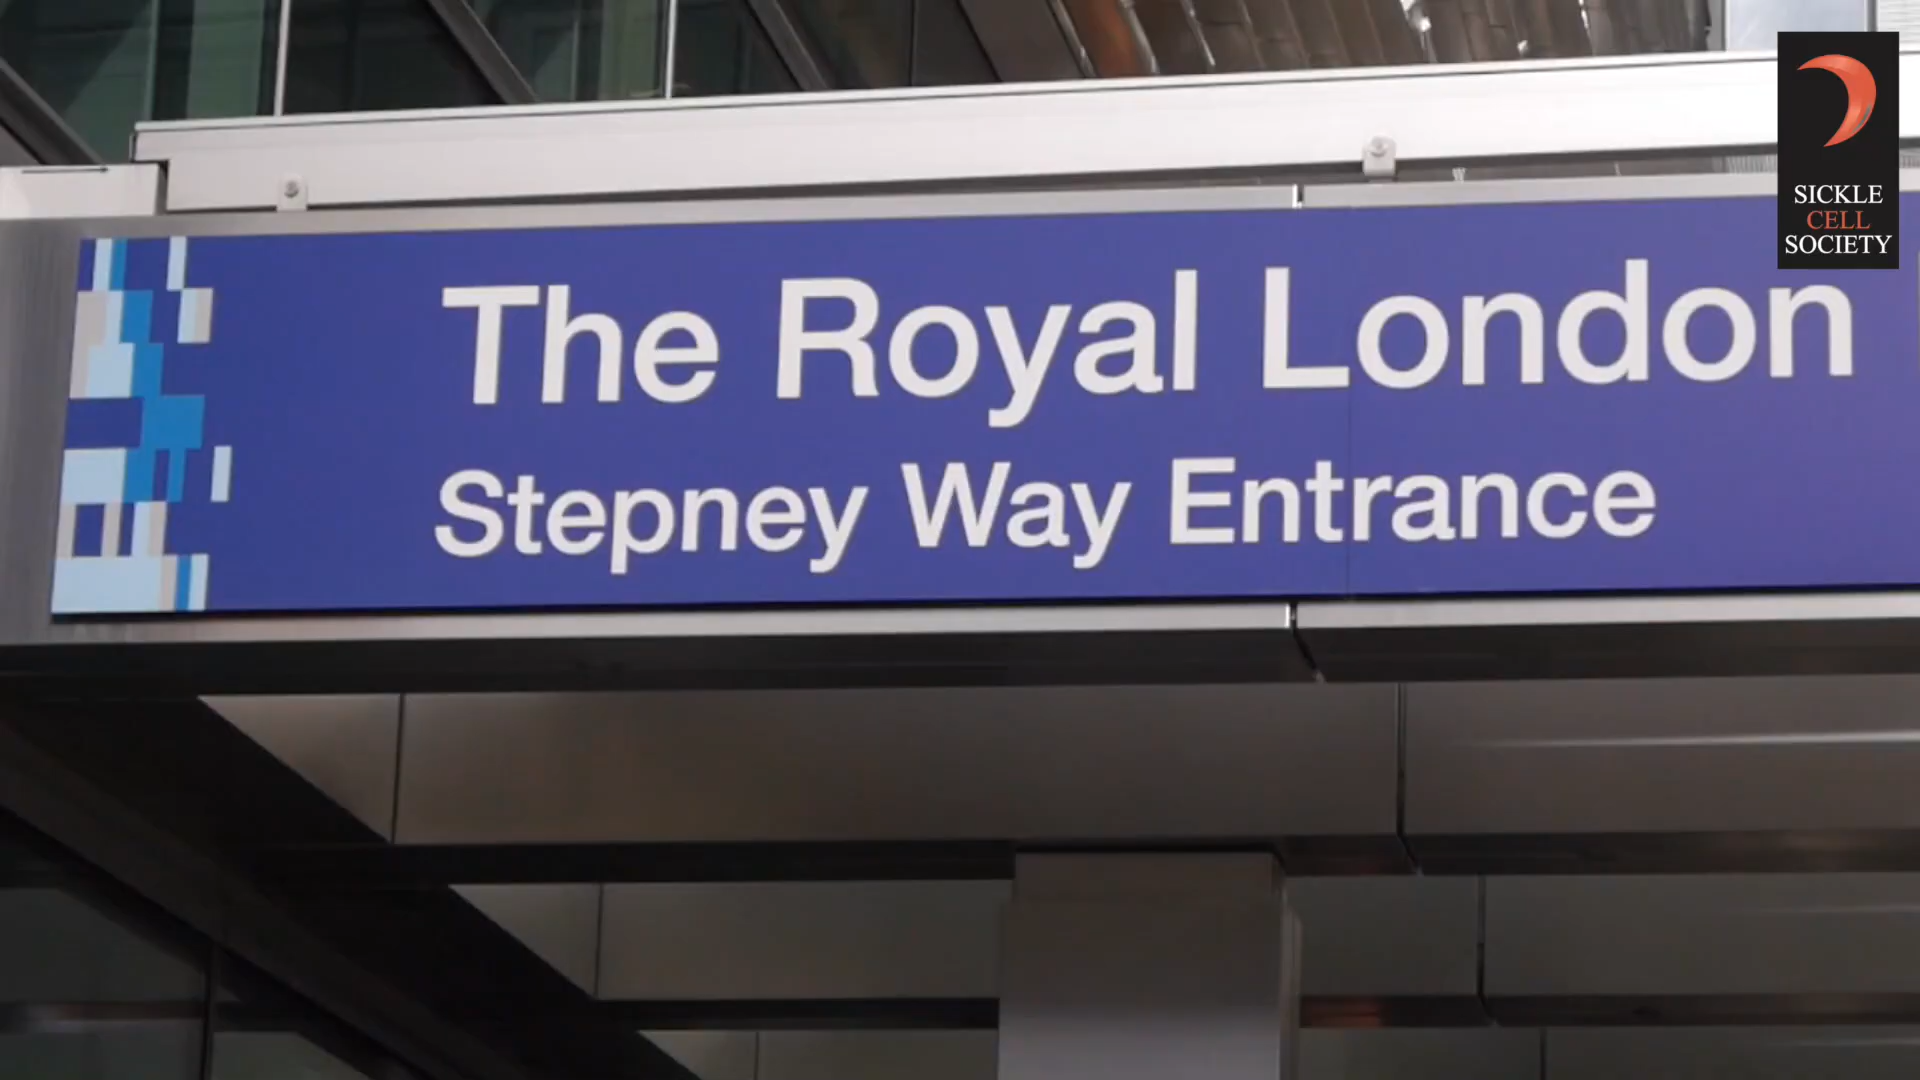 The Royal London
Stepney Way Entrance
SICKLE
CELL
SOCIETY